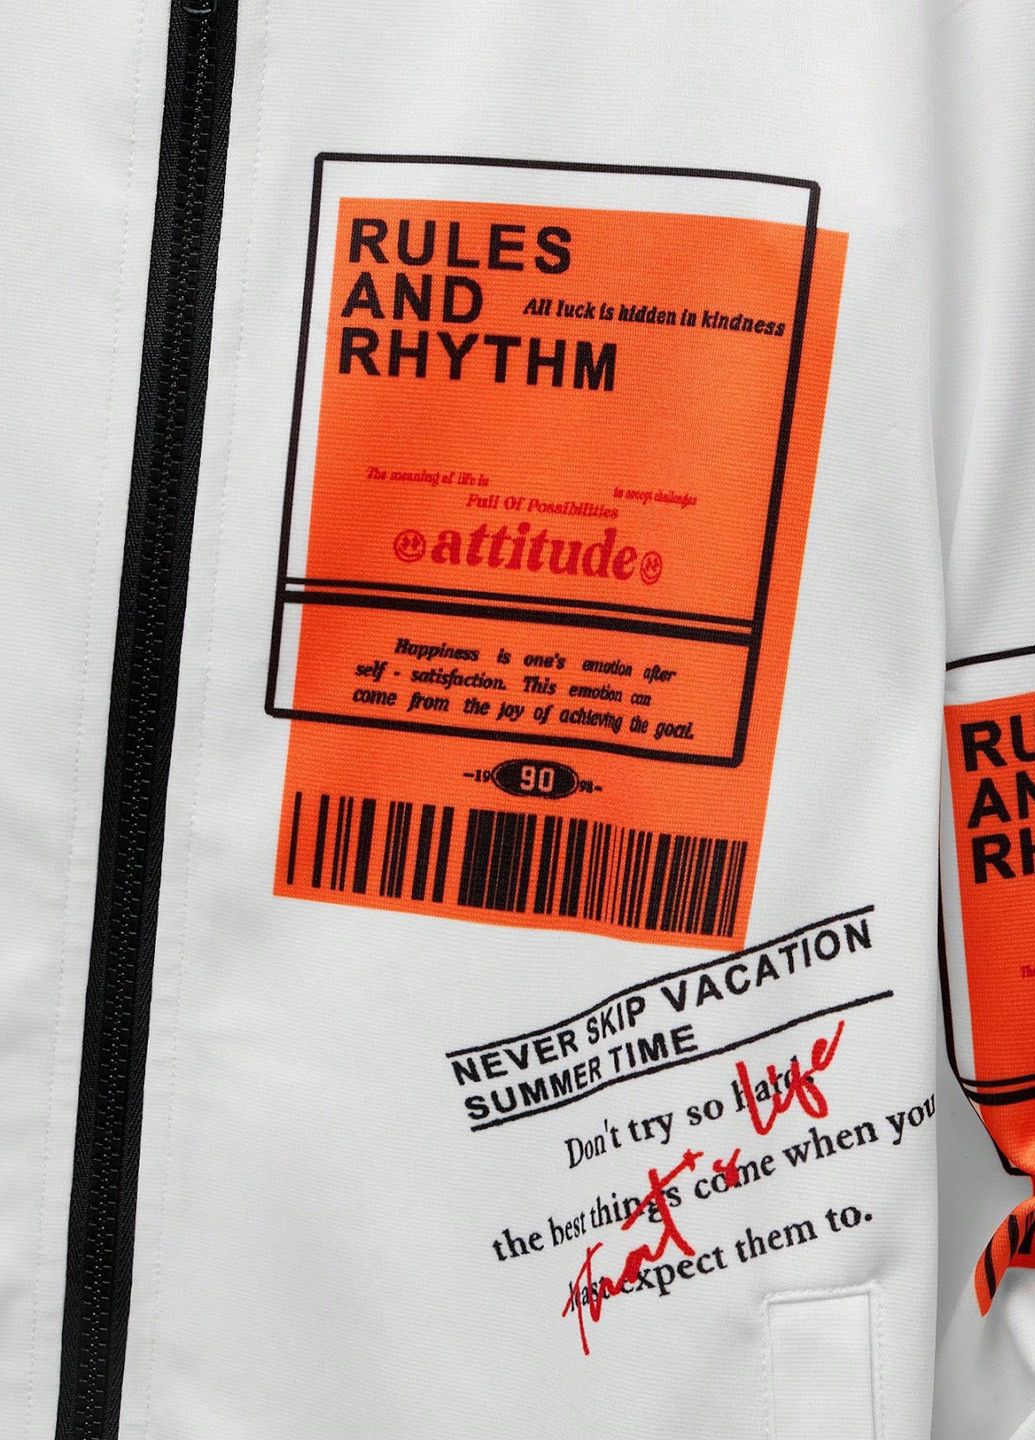 RULES
AND
All luck is hidden in kindness
RHYTHM
The meaning of life is
to accept challenges
Full Of Possibilities
attitude
Happiness is one's emotion after
self - satisfaction. This emotion can
come from the joy of achieving the goal.
-19 90 98-
NEVER SKIP VACATION
SUMMER TIME
Don't try so hard,
the best things come when you
least expect them to.
That's Life
RU
AN
RH